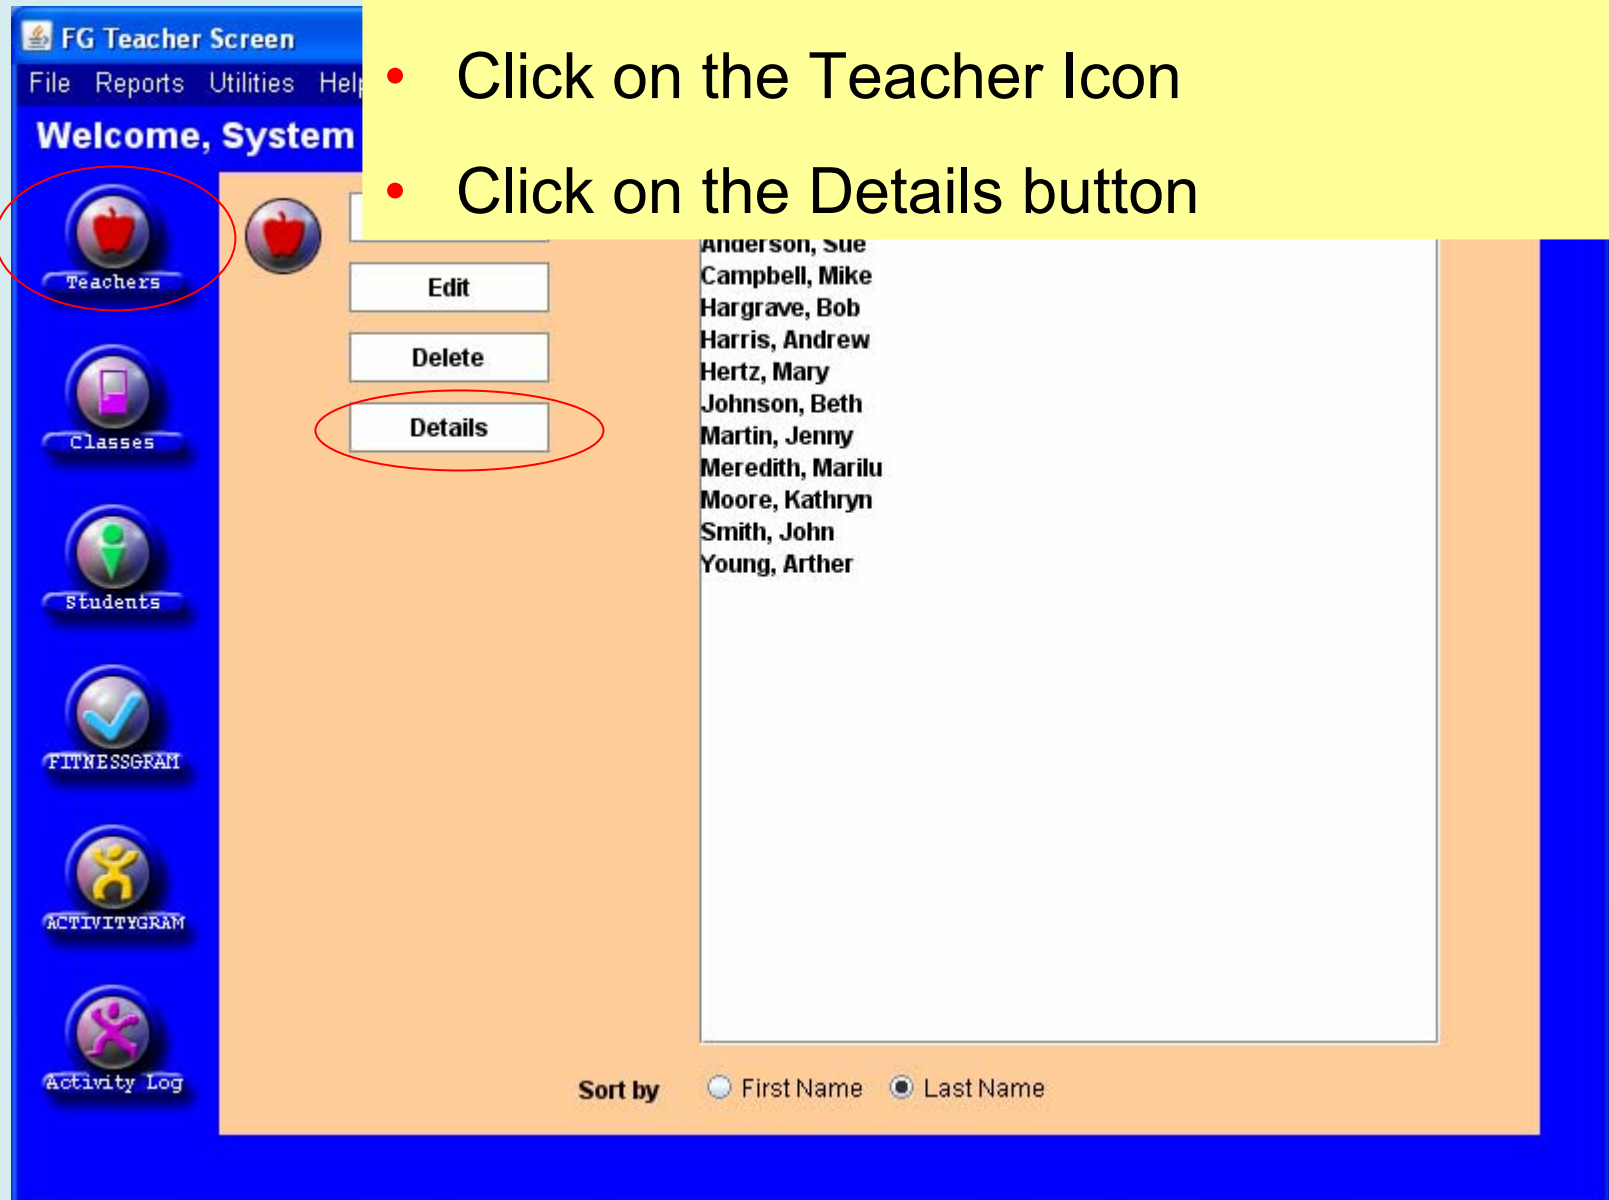 FG Teacher Screen
File Reports Utilities Help
Welcome, System
• Click on the Teacher Icon
• Click on the Details button
Teachers
Classes
Students
FITNESSGRAM
ACTIVITYGRAM
Activity Log
Edit
Delete
Details
Anderson, Sue
Campbell, Mike
Hargrave, Bob
Harris, Andrew
Hertz, Mary
Johnson, Beth
Martin, Jenny
Meredith, Marilu
Moore, Kathryn
Smith, John
Young, Arther
Sort by First Name Last Name